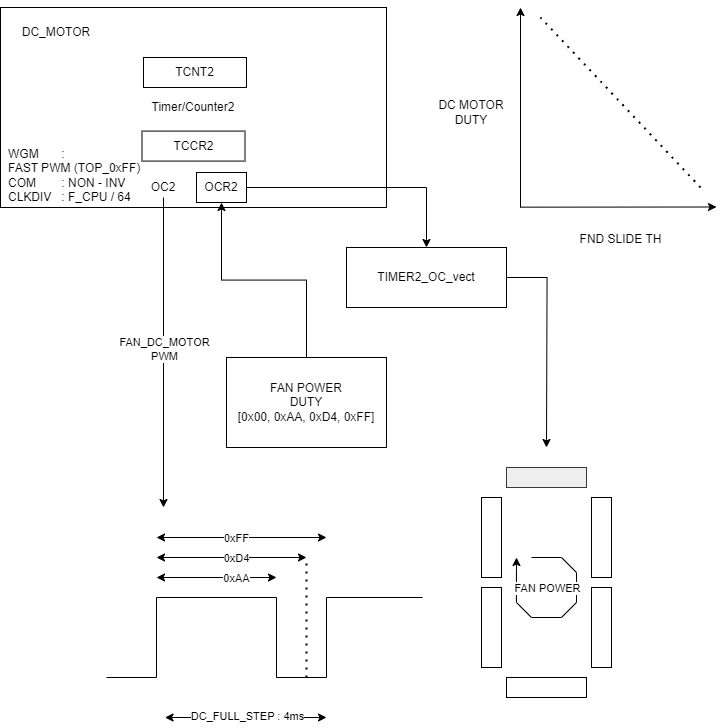 DC_MOTOR
TCNT2
Timer/Counter2
TCCR2
WGM :
FAST PWM (TOP_0xFF)
COM : NON - INV
CLKDIV : F_CPU / 64
OC2
OCR2
DC MOTOR
DUTY
FND SLIDE TH
TIMER2_OC_vect
FAN_DC_MOTOR
PWM
FAN POWER
DUTY
[0x00, 0xAA, 0xD4, 0xFF]
0xFF
0xD4
0xAA
FAN POWER
DC_FULL_STEP : 4ms